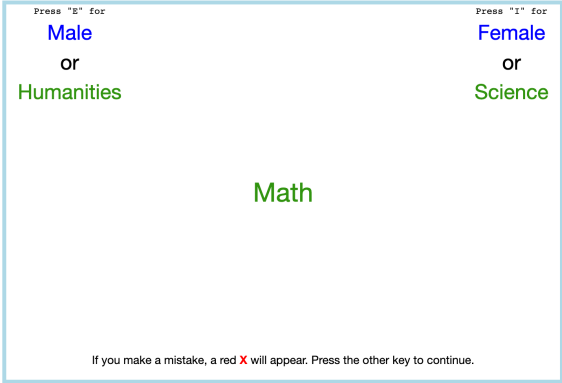 Press "E" for
Male
or
Humanities
Press "I" for
Female
or
Science
Math
If you make a mistake, a red X will appear. Press the other key to continue.